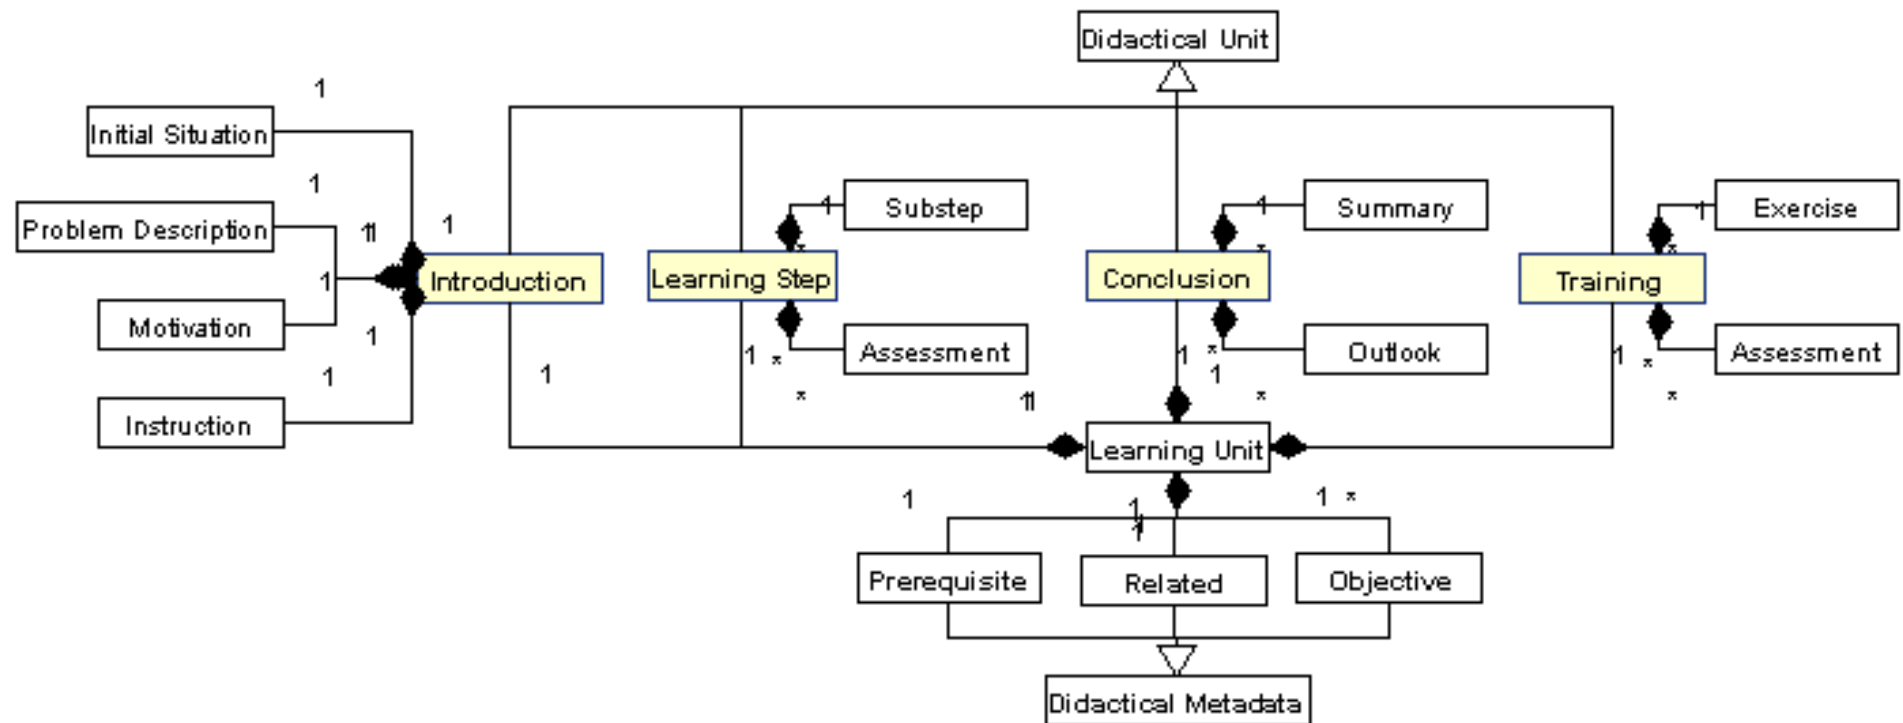 Didactical Unit
1
Initial Situation
1
Substep
Summary
Exercise
1
1
1
Problem Description
11
1
*
*
*
Introduction
Learning Step
Conclusion
Training
1
Motivation
1
1
*
Assessment
1
*
Outlook
1
*
Assessment
1
1
1
*
11
*
*
Instruction
Learning Unit
1
1
1
*
1
Prerequisite
Related
Objective
Didactical Metadata